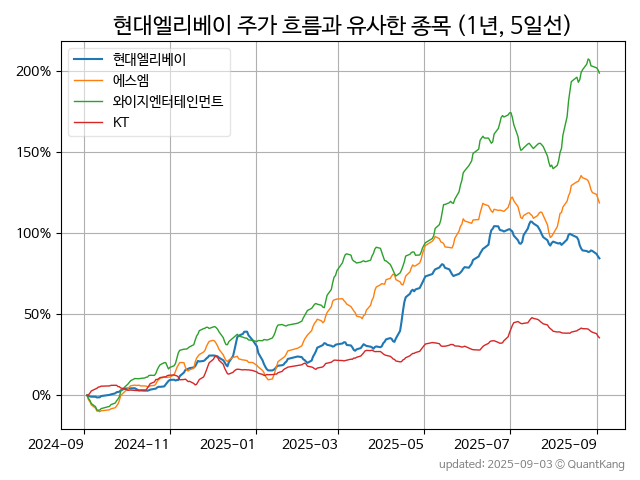 현대엘리베이 주가 흐름과 유사한 종목 (1년, 5일선)
현대엘리베이
에스엠
와이지엔터테인먼트
KT
200%
150%
100%
50%
0%
2024-09 2024-11 2025-01 2025-03 2025-05 2025-07 2025-09
updated: 2025-09-03 © QuantKang